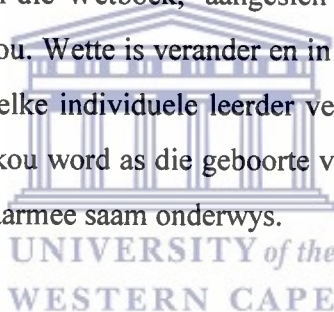 die Wetboek, aangesien
ou. Wette is verander en in
elke individuele leerder ve
kou word as die geboorte v
aarmee saam onderwys.
UNIVERSITY of the
WESTERN CAPE